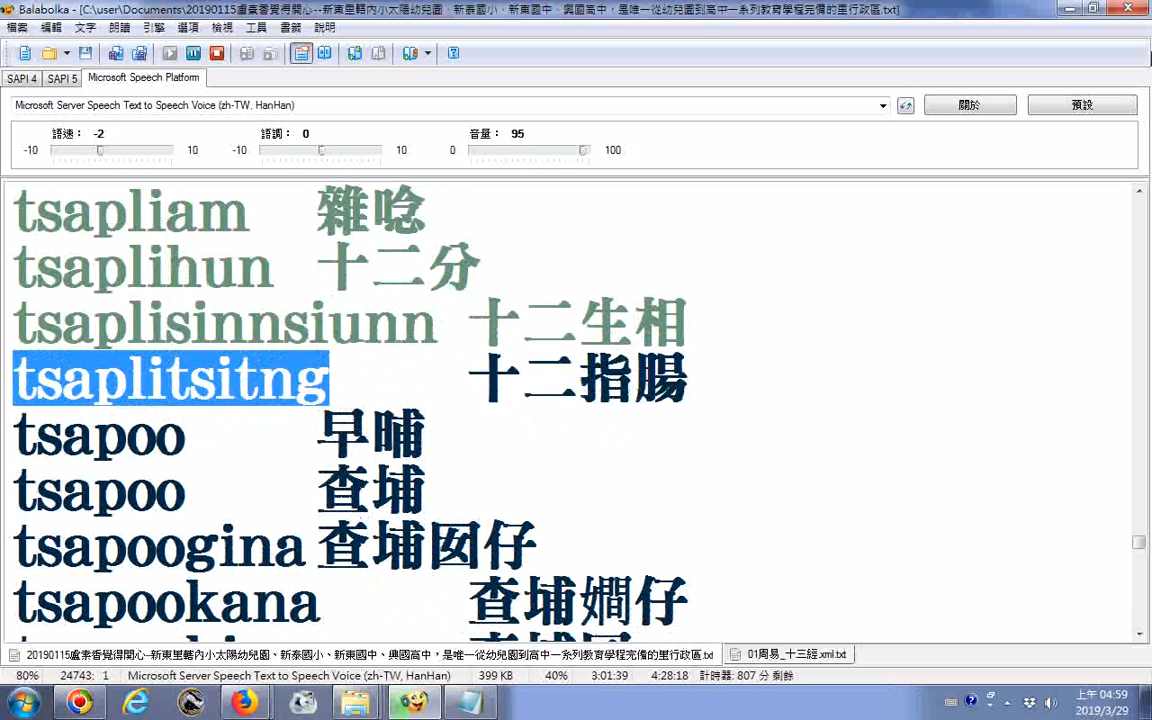 Balabolka - [C:\user\Documents\20190115盧素香覺得開心--新東里轄內小太陽幼兒園、新泰國小、新東國中、興國高中，是唯一從幼兒園到高中一系列教育學程完備的里行政區.txt]
檔案 編輯 文字 朗讀 引擎 選項 檢視 工具 書籤 說明
SAPI 4 SAPI 5 Microsoft Speech Platform
Microsoft Server Speech Text to Speech Voice (zh-TW, HanHan) 關於 預設
語速： -2 語調： 0 音量： 95
-10 10 -10 10 0 100
tsapliam 雜唸
tsaplihun 十二分
tsaplisinnsiunn 十二生相
tsaplitsitng 十二指腸
tsapoo 早晡
tsapoo 查埔
tsapoogina 查埔囡仔
tsapookana 查埔嫺仔
20190115盧素香覺得開心--新東里轄內小太陽幼兒園、新泰國小、新東國中、興國高中，是唯一從幼兒園到高中一系列教育學程完備的里行政區.txt 01周易_十三經.xml.txt
80% 24743: 1 Microsoft Server Speech Text to Speech Voice (zh-TW, HanHan) 399 KB 40% 3:01:39 4:28:18 計時器: 807 分 剩餘
上午 04:59
2019/3/29